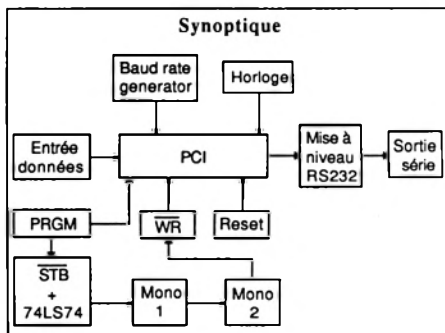 Synoptique
Baud rate
generator
Horloge
Entrée
données
PCI
Mise à
niveau
RS232
Sortie
série
PRGM
WR
Reset
STB
+
74LS74
Mono
1
Mono
2